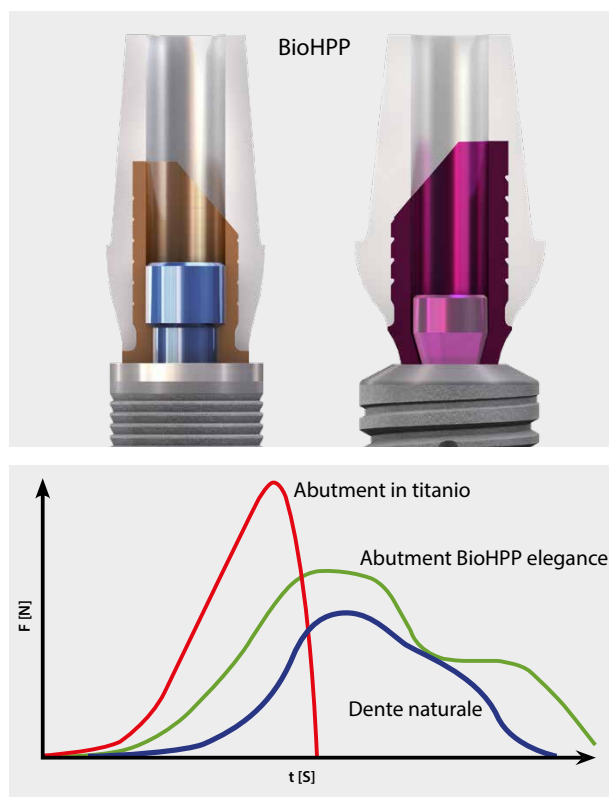 BioHPP
Abutment in titanio
Abutment BioHPP elegance
Dente naturale
F [N]
t [S]